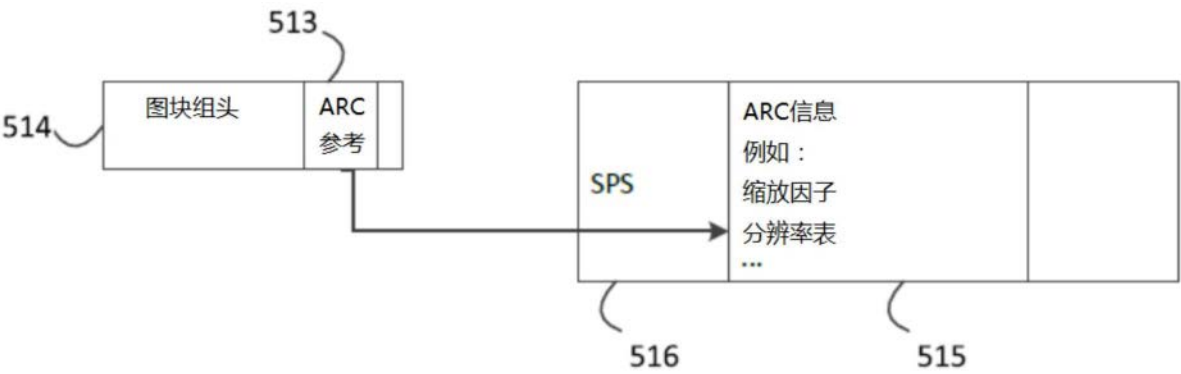 513
514
图块组头
ARC
参考
SPS
ARC信息
例如：
缩放因子
分辨率表
...
516
515